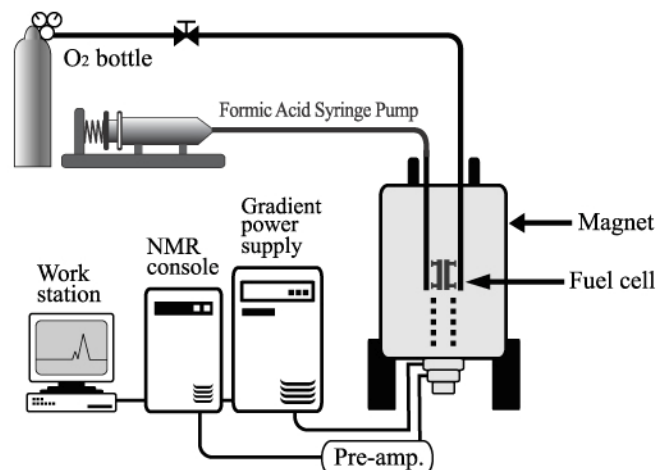 O2 bottle
Formic Acid Syringe Pump
Gradient
power
supply
NMR
console
Work
station
Magnet
Fuel cell
Pre-amp.